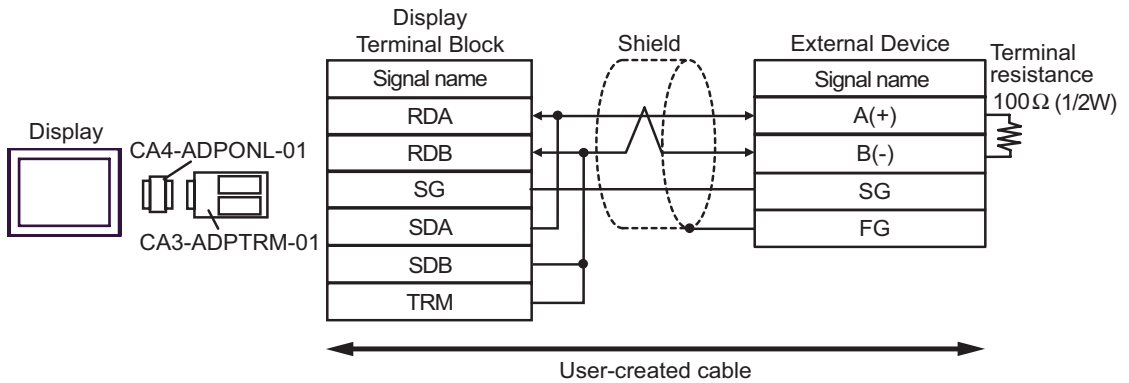 Display
Terminal Block
Shield
External Device
Terminal
resistance
100Ω (1/2W)
Signal name
RDA
RDB
SG
SDA
SDB
TRM
Signal name
A(+)
B(-)
SG
FG
Display
CA4-ADPONL-01
CA3-ADPTRM-01
User-created cable